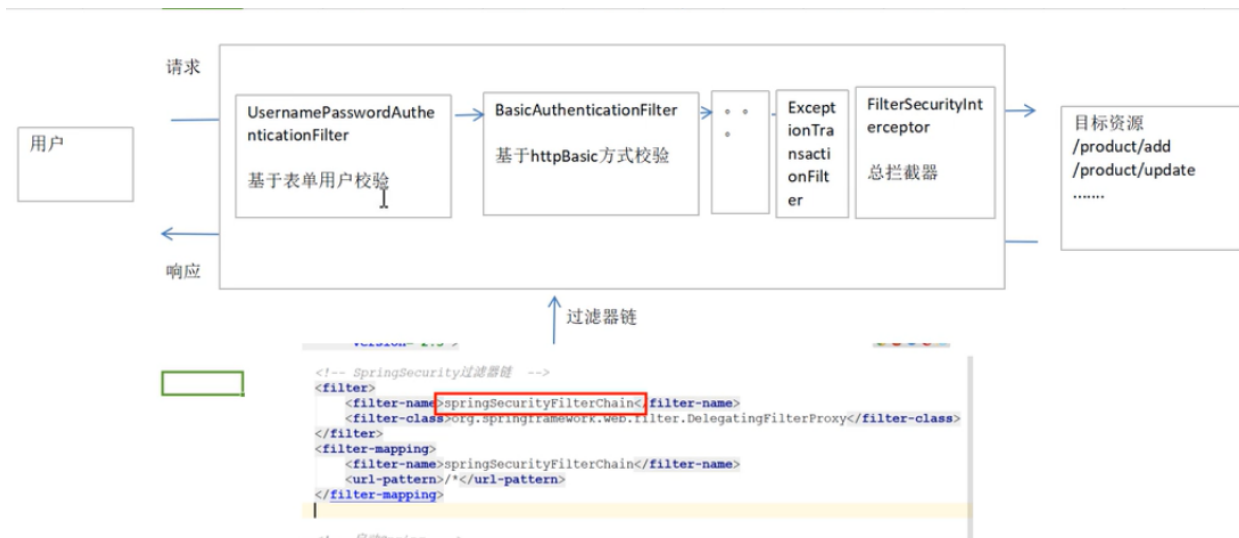 请求
用户
UsernamePasswordAuthe
nticationFilter
基于表单用户校验
BasicAuthenticationFilter
基于httpBasic方式校验
。 。
。
Except
ionTra
nsacti
onFilt
er
FilterSecurityInt
erceptor
总拦截器
目标资源
/product/add
/product/update
.......
响应
过滤器链
<!-- SpringSecurity过滤器链 -->
<filter>
<filter-name>springSecurityFilterChain</filter-name>
<filter-class>org.springframework.web.filter.DelegatingFilterProxy</filter-class>
</filter>
<filter-mapping>
<filter-name>springSecurityFilterChain</filter-name>
<url-pattern>/*</url-pattern>
</filter-mapping>